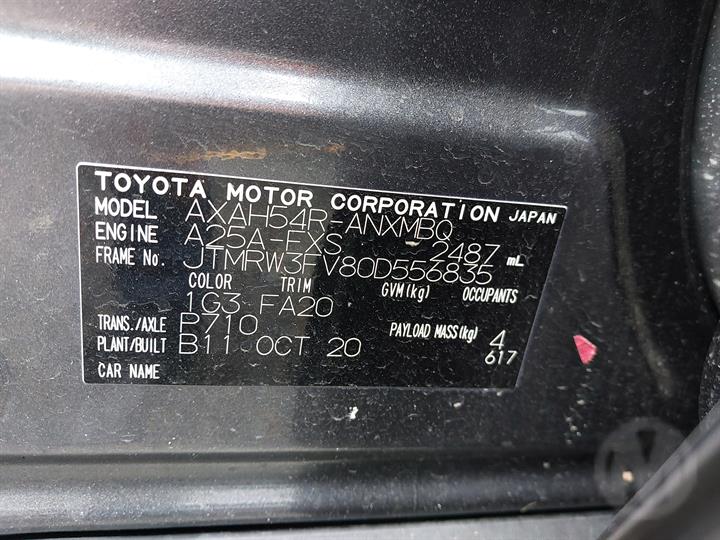 TOYOTA MOTOR CORPORATION JAPAN
MODEL AXAH54R-ANXMBQ
ENGINE A25A-FXS 2487 mL
FRAME No. JTMRW3FV80D556835
COLOR TRIM GVM(kg) OCCUPANTS
1G3 FA20
TRANS./AXLE P710 PAYLOAD MASS(kg) 4
PLANT/BUILT B11 OCT 20 617
CAR NAME